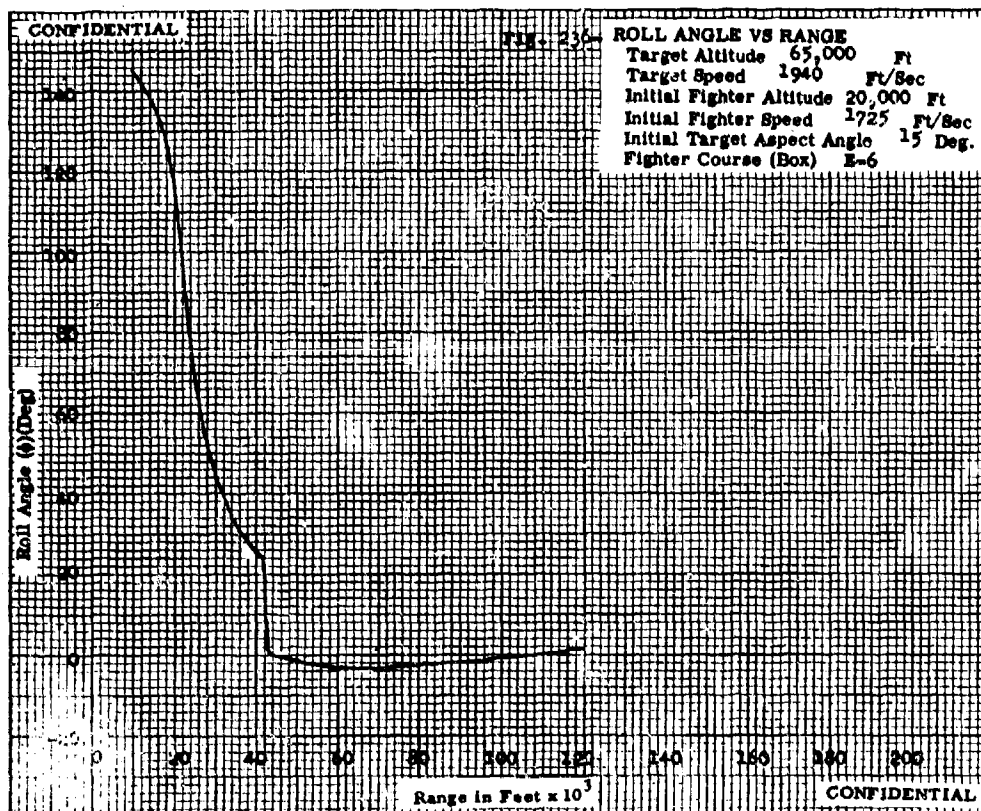 CONFIDENTIAL
Fig. 236- ROLL ANGLE VS RANGE
Target Altitude 65,000 Ft
Target Speed 1940 Ft/Sec
Initial Fighter Altitude 20,000 Ft
Initial Fighter Speed 1725 Ft/Sec
Initial Target Aspect Angle 15 Deg.
Fighter Course (Box) E-6
140
120
100
80
60
40
20
0
Roll Angle (ϕ)(Deg)
0 20 40 60 80 100 120 140 160 180 200
Range in Feet x 10³
CONFIDENTIAL